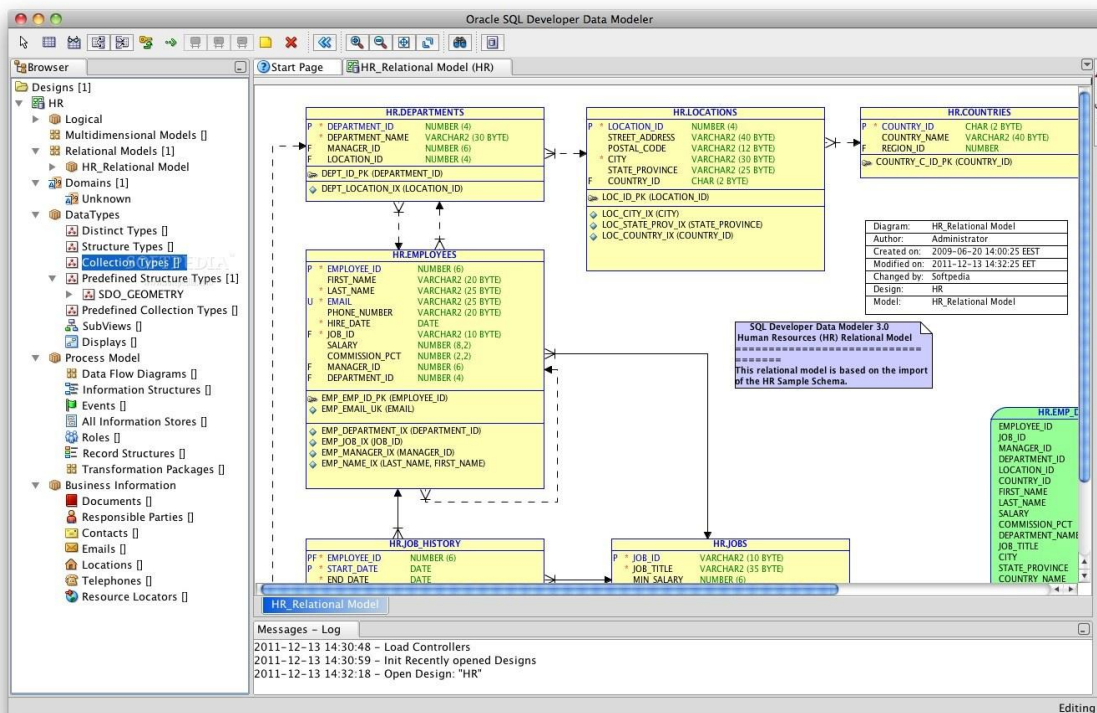 Oracle SQL Developer Data Modeler
Browser
Start Page
HR_Relational Model (HR)
Designs [1]
HR
Logical
Multidimensional Models []
Relational Models [1]
HR_Relational Model
Domains [1]
Unknown
DataTypes
Distinct Types []
Structure Types []
Collection Types []
Predefined Structure Types [1]
SDO_GEOMETRY
Predefined Collection Types []
SubViews []
Displays []
Process Model
Data Flow Diagrams []
Information Structures []
Events []
All Information Stores []
Roles []
Record Structures []
Transformation Packages []
Business Information
Documents []
Responsible Parties []
Contacts []
Emails []
Locations []
Telephones []
Resource Locators []
HR.DEPARTMENTS
P * DEPARTMENT_ID NUMBER (4)
* DEPARTMENT_NAME VARCHAR2 (30 BYTE)
F MANAGER_ID NUMBER (6)
F LOCATION_ID NUMBER (4)
DEPT_ID_PK (DEPARTMENT_ID)
DEPT_LOCATION_IX (LOCATION_ID)
HR.LOCATIONS
P * LOCATION_ID NUMBER (4)
STREET_ADDRESS VARCHAR2 (40 BYTE)
POSTAL_CODE VARCHAR2 (12 BYTE)
* CITY VARCHAR2 (30 BYTE)
STATE_PROVINCE VARCHAR2 (25 BYTE)
F COUNTRY_ID CHAR (2 BYTE)
LOC_ID_PK (LOCATION_ID)
LOC_CITY_IX (CITY)
LOC_STATE_PROV_IX (STATE_PROVINCE)
LOC_COUNTRY_IX (COUNTRY_ID)
HR.COUNTRIES
P * COUNTRY_ID CHAR (2 BYTE)
COUNTRY_NAME VARCHAR2 (40 BYTE)
F REGION_ID NUMBER
COUNTRY_C_ID_PK (COUNTRY_ID)
Diagram: HR_Relational Model
Author: Administrator
Created on: 2009-06-20 14:00:25 EEST
Modified on: 2011-12-13 14:32:25 EET
Changed by: Softpedia
Design: HR
Model: HR_Relational Model
HR.EMPLOYEES
P * EMPLOYEE_ID NUMBER (6)
FIRST_NAME VARCHAR2 (20 BYTE)
* LAST_NAME VARCHAR2 (25 BYTE)
U * EMAIL VARCHAR2 (25 BYTE)
PHONE_NUMBER VARCHAR2 (20 BYTE)
* HIRE_DATE DATE
F * JOB_ID VARCHAR2 (10 BYTE)
SALARY NUMBER (8,2)
COMMISSION_PCT NUMBER (2,2)
F MANAGER_ID NUMBER (6)
F DEPARTMENT_ID NUMBER (4)
EMP_EMP_ID_PK (EMPLOYEE_ID)
EMP_EMAIL_UK (EMAIL)
EMP_DEPARTMENT_IX (DEPARTMENT_ID)
EMP_JOB_IX (JOB_ID)
EMP_MANAGER_IX (MANAGER_ID)
EMP_NAME_IX (LAST_NAME, FIRST_NAME)
SQL Developer Data Modeler 3.0
Human Resources (HR) Relational Model
============================
=======
This relational model is based on the import
of the HR Sample Schema.
HR.EMP_D
EMPLOYEE_ID
JOB_ID
MANAGER_ID
DEPARTMENT_ID
LOCATION_ID
COUNTRY_ID
FIRST_NAME
LAST_NAME
SALARY
COMMISSION_PCT
DEPARTMENT_NAME
JOB_TITLE
CITY
STATE_PROVINCE
COUNTRY_NAME
HR.JOB_HISTORY
PF * EMPLOYEE_ID NUMBER (6)
P * START_DATE DATE
* END_DATE DATE
HR.JOBS
P * JOB_ID VARCHAR2 (10 BYTE)
* JOB_TITLE VARCHAR2 (35 BYTE)
MIN_SALARY NUMBER (6)
HR_Relational Model
Messages - Log
2011-12-13 14:30:48 - Load Controllers
2011-12-13 14:30:59 - Init Recently opened Designs
2011-12-13 14:32:18 - Open Design: "HR"
Editing